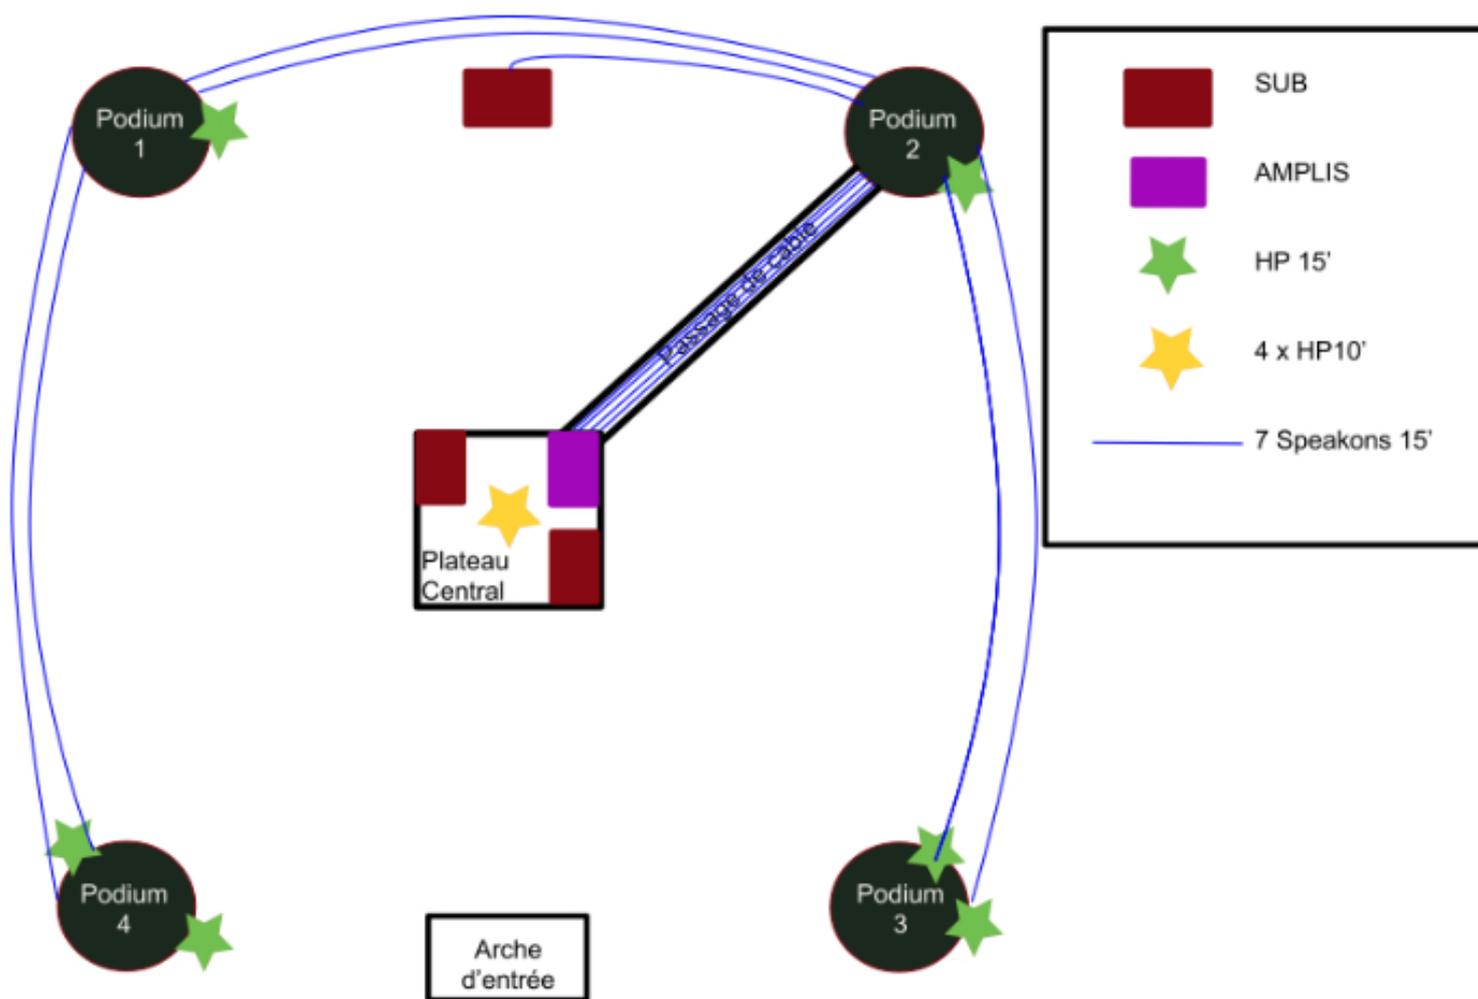 Podium
1
Podium
2
Passage de cable
Plateau
Central
Podium
4
Podium
3
Arche
d'entrée
SUB
AMPLIS
HP 15'
4 x HP10'
7 Speakons 15'